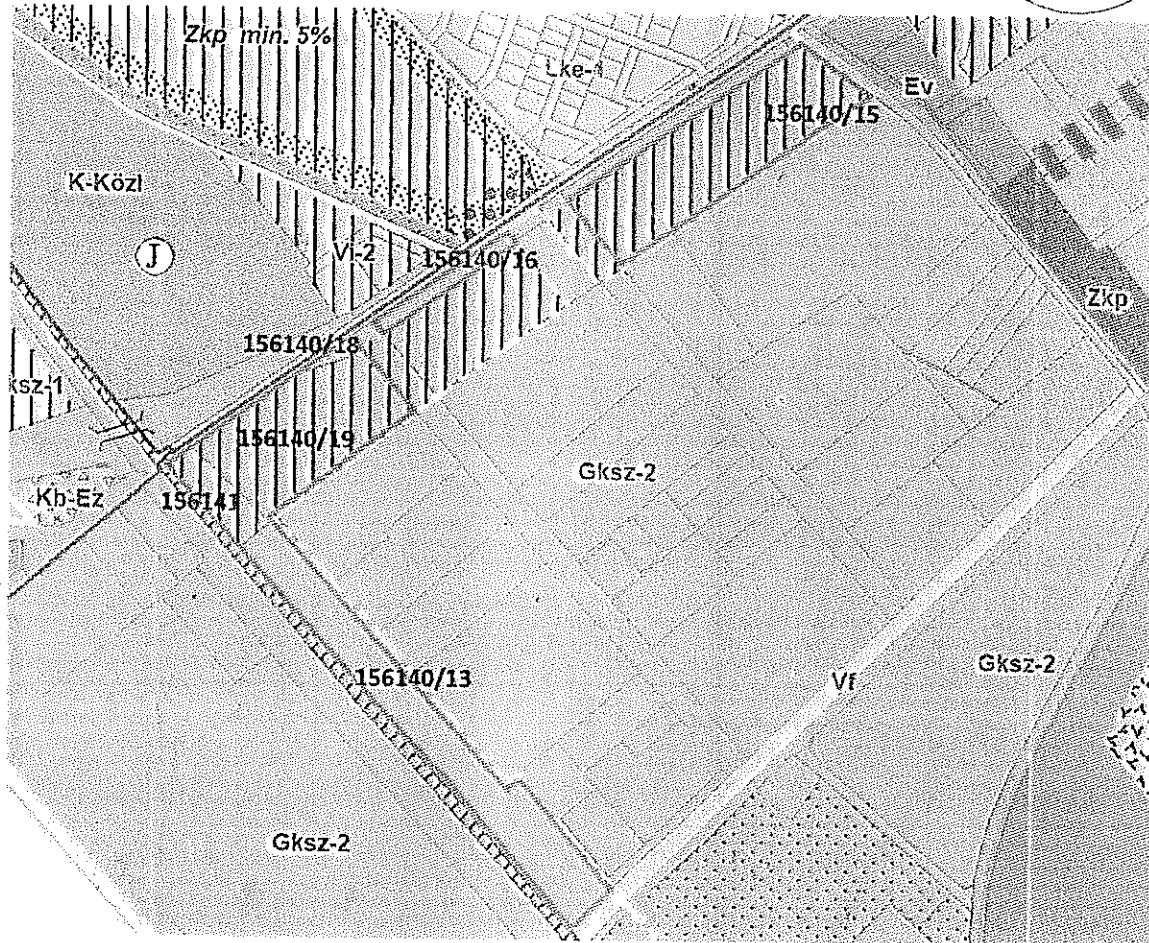 Zkp min. 5%
Lke-1
Ev
156140/15
K-Közl
J
Vi-2
156140/16
Zkp
156140/18
ksz-1
156140/19
Gksz-2
Kb-Ez
156141
156140/13
Vf
Gksz-2
Gksz-2